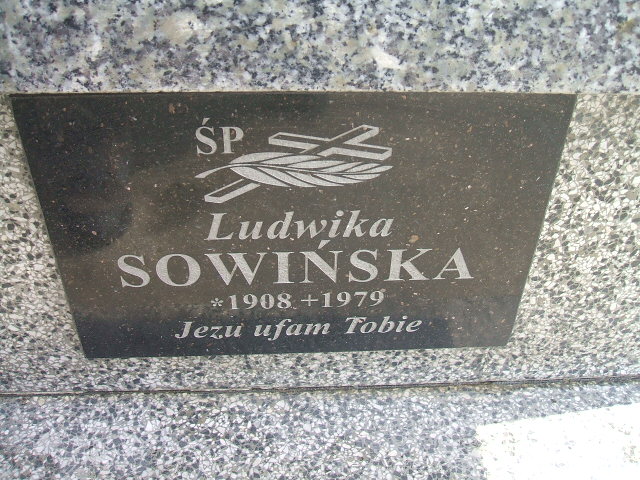 ŚP
Ludwika
SOWIŃSKA
*1908 +1979
Jezu ufam Tobie